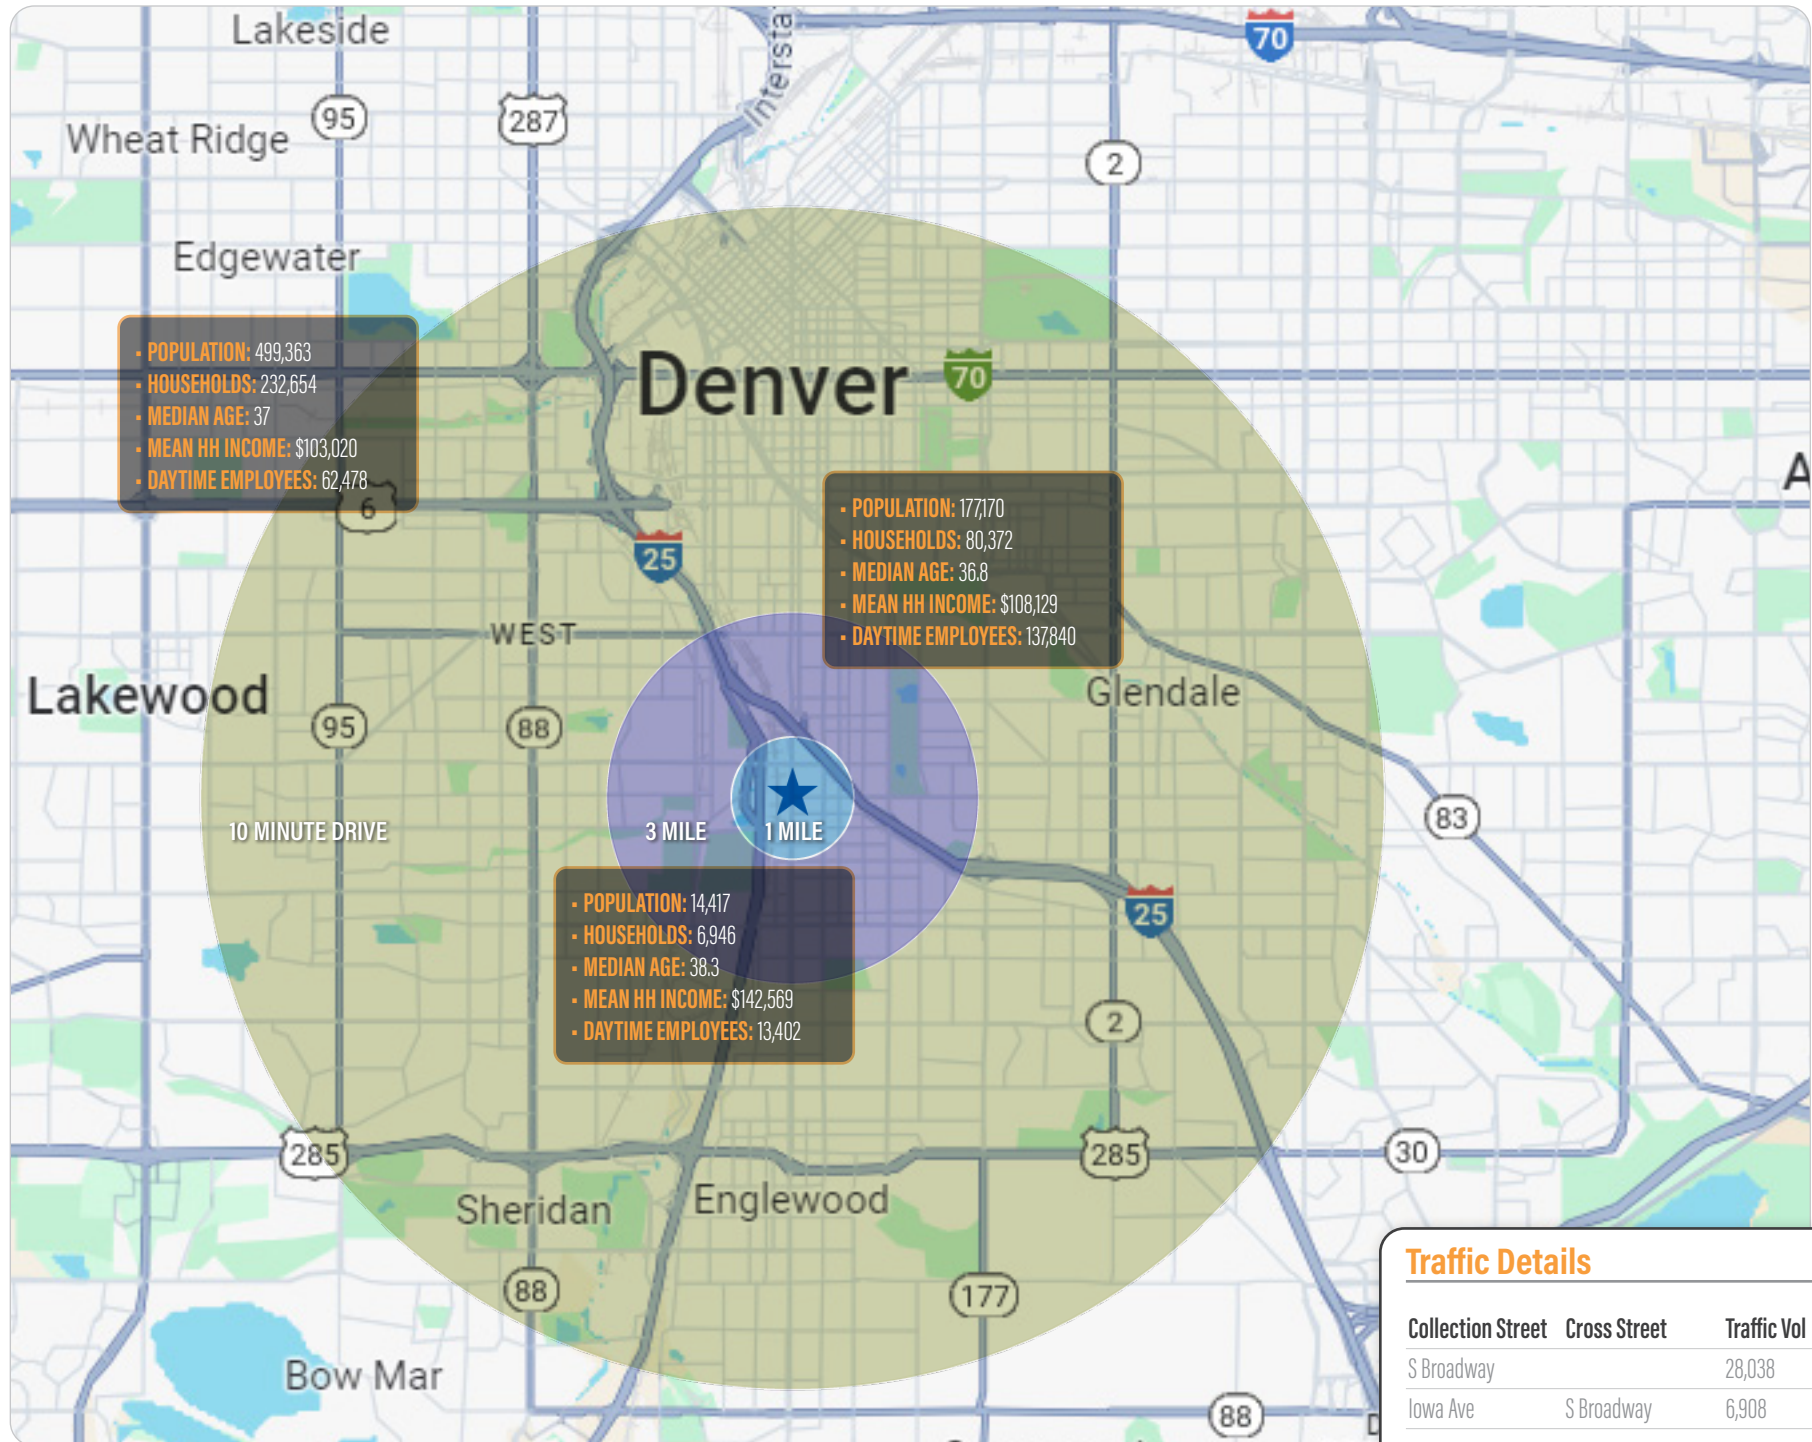 Lakeside
Intersta
70
95
287
Wheat Ridge
2
Edgewater
• POPULATION: 499,363
• HOUSEHOLDS: 232,654
• MEDIAN AGE: 37
• MEAN HH INCOME: $103,020
• DAYTIME EMPLOYEES: 62,478
Denver
70
A
6
25
• POPULATION: 177,170
• HOUSEHOLDS: 80,372
• MEDIAN AGE: 36.8
• MEAN HH INCOME: $108,129
• DAYTIME EMPLOYEES: 137,840
WEST
Lakewood
Glendale
95
88
10 MINUTE DRIVE
3 MILE
1 MILE
83
• POPULATION: 14,417
• HOUSEHOLDS: 6,946
• MEDIAN AGE: 38.3
• MEAN HH INCOME: $142,569
• DAYTIME EMPLOYEES: 13,402
25
2
285
285
30
Sheridan
Englewood
88
177
Bow Mar
88
D
Traffic Details
Collection Street Cross Street Traffic Vol
S Broadway 28,038
Iowa Ave S Broadway 6,908